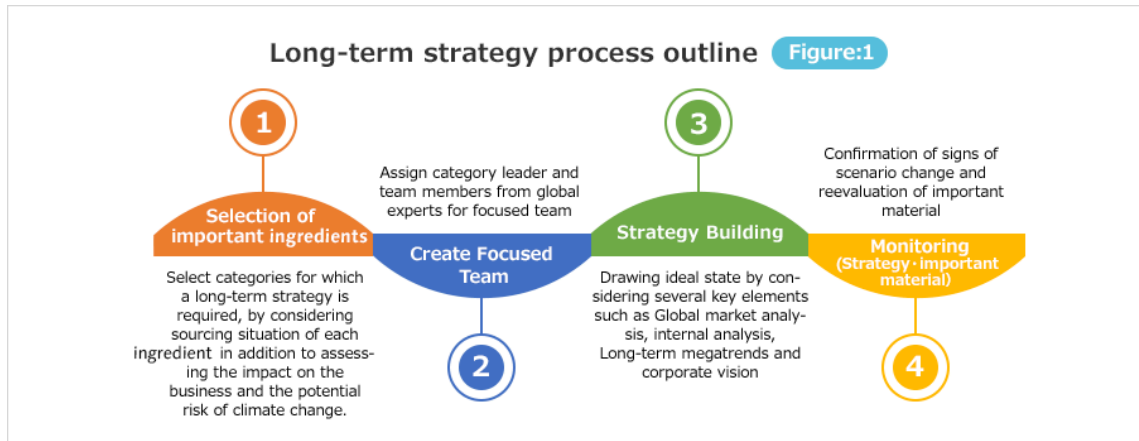 Long-term strategy process outline Figure:1
1
Selection of
important ingredients
Select categories for which
a long-term strategy is
required, by considering
sourcing situation of each
ingredient in addition to assess-
ing the impact on the
business and the potential
risk of climate change.
Assign category leader and
team members from global
experts for focused team
Create Focused
Team
2
3
Strategy Building
Drawing ideal state by con-
sidering several key elements
such as Global market analy-
sis, internal analysis,
Long-term megatrends and
corporate vision
Confirmation of signs of
scenario change and
reevaluation of important
material
Monitoring
(Strategy・important
material)
4